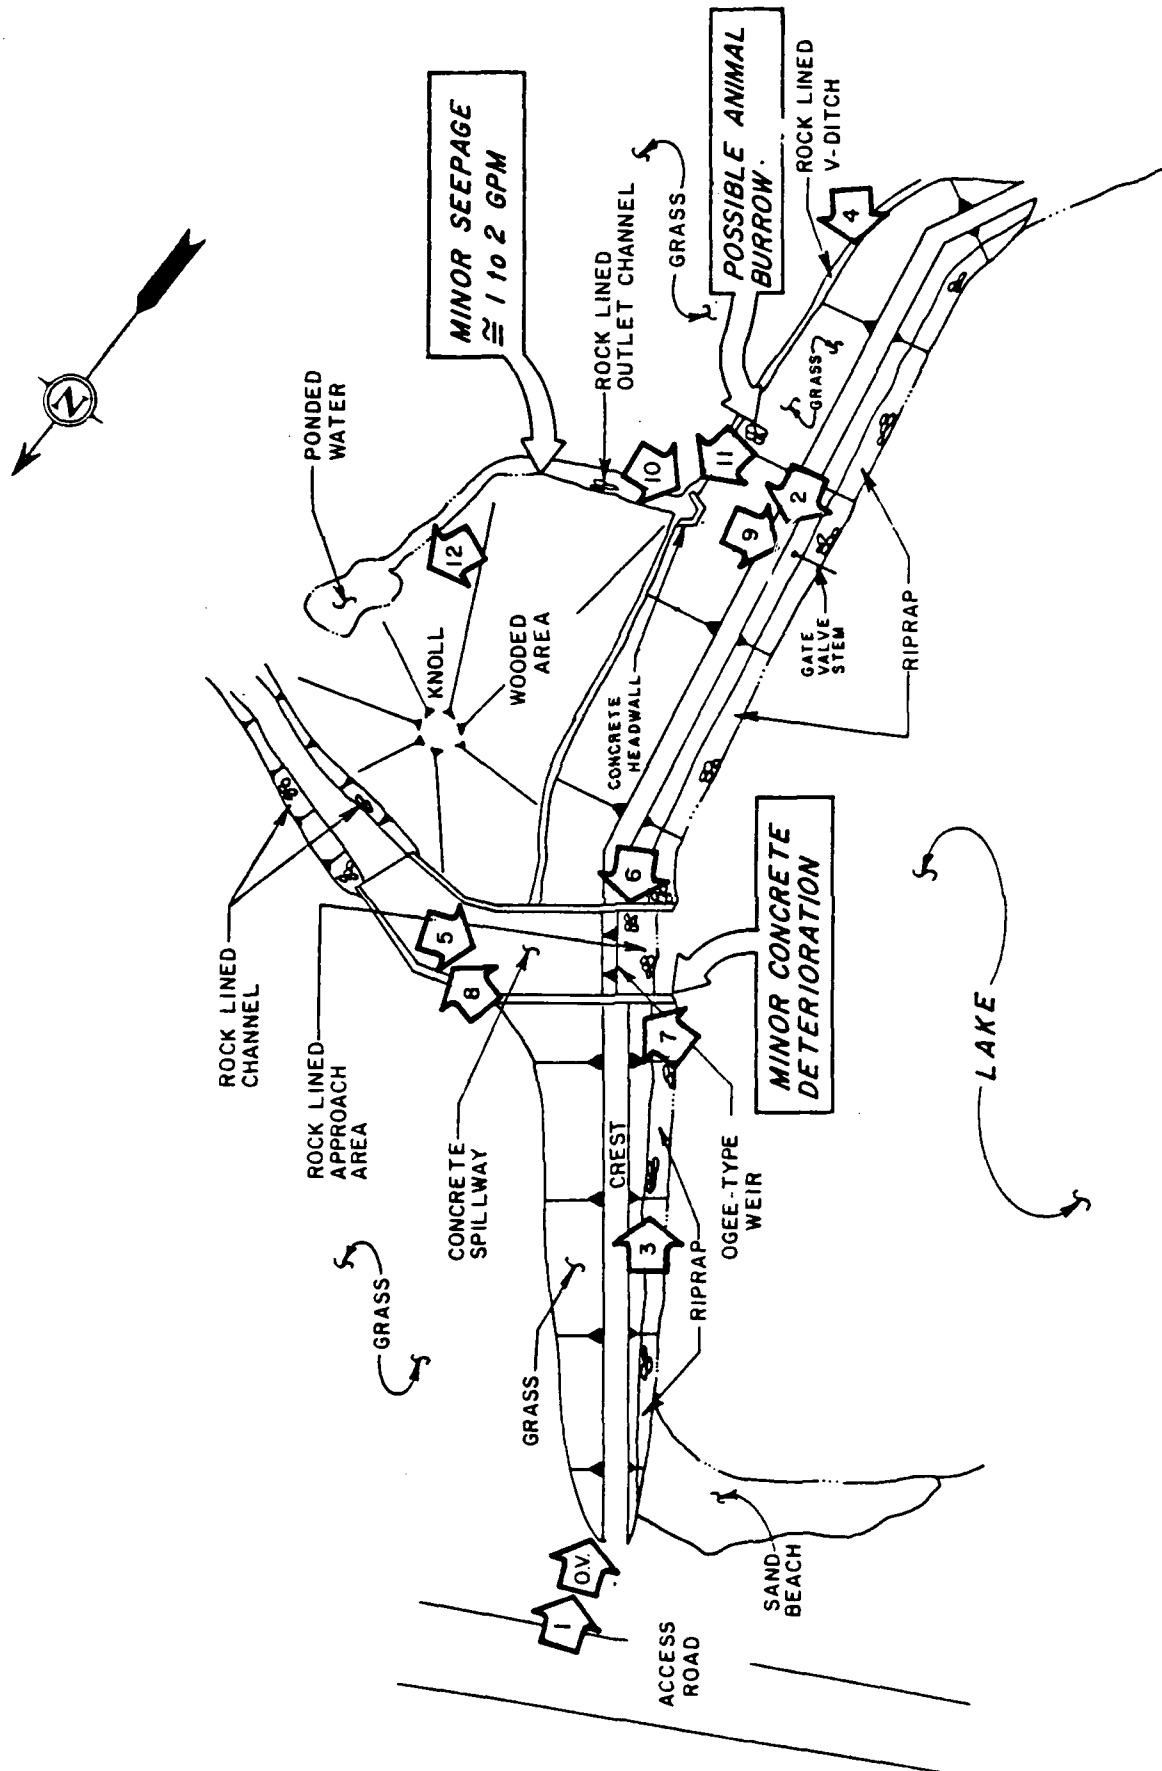 MINOR SEEPAGE
≅ 1 to 2 GPM
POSSIBLE ANIMAL
BURROW.
ROCK LINED
V-DITCH
GRASS
ROCK LINED
OUTLET CHANNEL
PONDED
WATER
N
4
GRASS
11
10
2
9
12
GATE
VALVE
STEM
RIPRAP
WOODED
AREA
KNOLL
CONCRETE
HEADWALL
6
5
8
7
MINOR CONCRETE
DETERIORATION
ROCK LINED
CHANNEL
ROCK LINED
APPROACH
AREA
CONCRETE
SPILLWAY
OGEE-TYPE
WEIR
LAKE
CREST
3
RIPRAP
GRASS
GRASS
SAND
BEACH
O.V.
1
ACCESS
ROAD